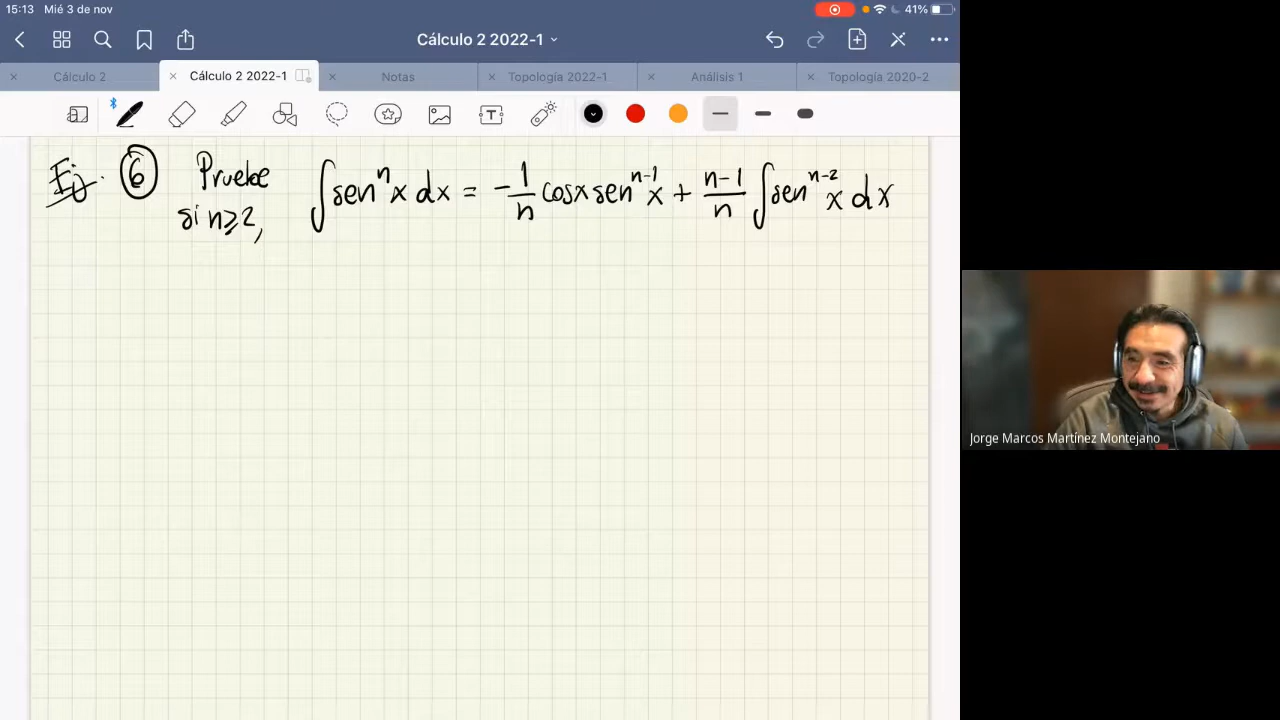 15:13 Mié 3 de nov 41%
Cálculo 2 2022-1
Cálculo 2 Cálculo 2 2022-1 Notas Topología 2022-1 Análisis 1 Topología 2020-2
Ej. ⑥ Pruebe ∫senⁿx dx = -1/n cosx senⁿ⁻¹x + n-1/n ∫senⁿ⁻²x dx
si n≥2,
Jorge Marcos Martínez Montejano